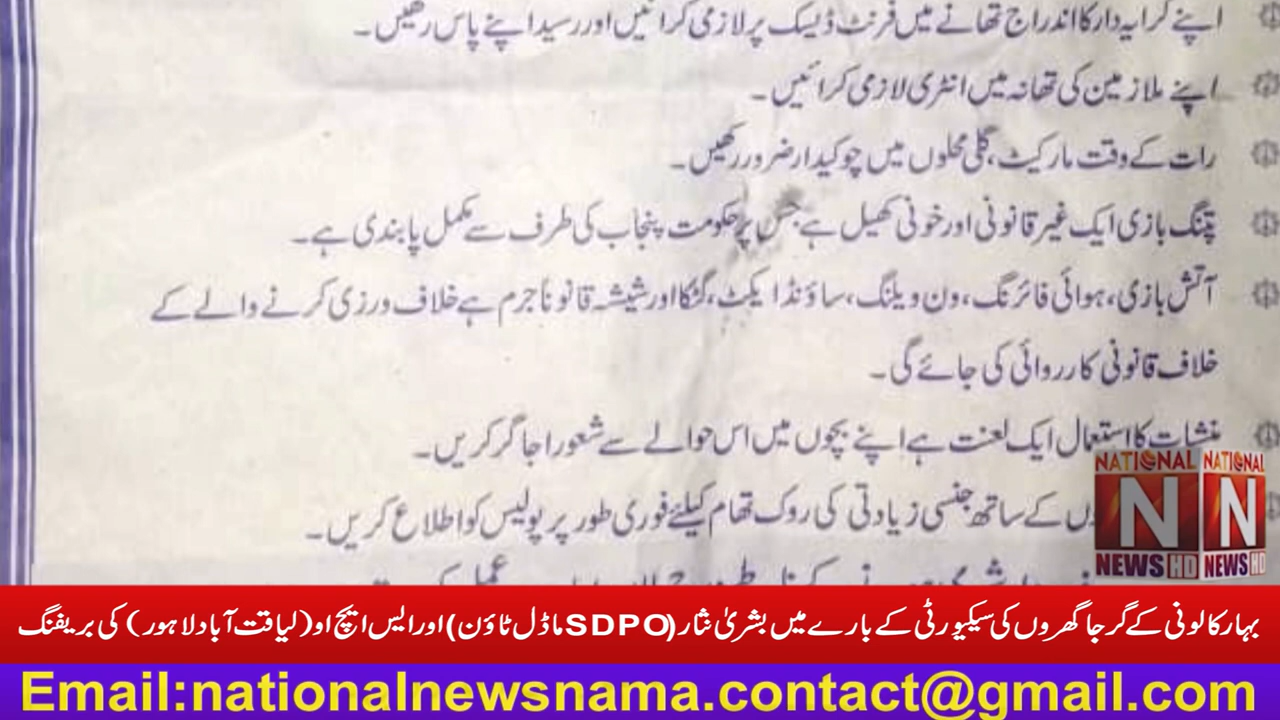 اپنے کرایہ دار کا اندراج تھانے میں فرنٹ ڈیسک پر لازمی کرائیں اور رسید اپنے پاس رکھیں۔
اپنے ملازمین کی تھانہ میں انٹری لازمی کرائیں۔
رات کے وقت مارکیٹ، گلی محلوں میں چوکیدار ضرور رکھیں۔
پتنگ بازی ایک غیر قانونی اور خونی کھیل ہے جس پر حکومت پنجاب کی طرف سے مکمل پابندی ہے۔
آتش بازی، ہوائی فائرنگ، ون ویلنگ، ساؤنڈ ایکٹ، گٹکا اور شیشہ قانوناً جرم ہے خلاف ورزی کرنے والے کے
خلاف قانونی کارروائی کی جائے گی۔
منشات کا استعمال ایک لعنت ہے اپنے بچوں میں اس حوالے سے شعور اجاگر کریں۔
کے ساتھ جنسی زیادتی کی روک تھام کیلئے فوری طور پر پولیس کو اطلاع کریں۔
NATIONAL NATIONAL
N N
NEWS HD NEWS HD
بہار کالونی کے گرجا گھروں کی سیکیورٹی کے بارے میں بشریٰ نثار (SDPO ماڈل ٹاؤن) اور ایس ایچ او (لیاقت آباد لاہور) کی بریفنگ
Email:nationalnewsnama.contact@gmail.com